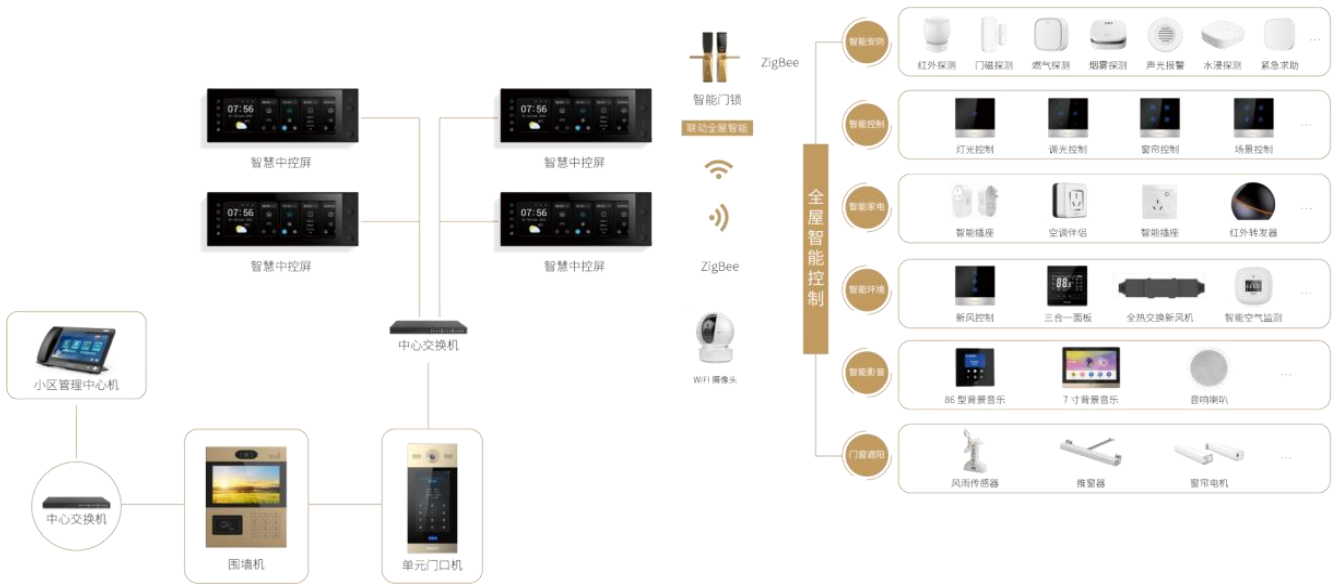 07:56
智慧中控屏
07:56
智慧中控屏
07:56
智慧中控屏
07:56
智慧中控屏
中心交换机
小区管理中心机
中心交换机
围墙机
单元门口机
ZigBee
智能门锁
联动全屋智能
ZigBee
WIFI 摄像头
全屋智能控制
智能安防
红外探测 门磁探测 燃气探测 烟雾探测 声光报警 水浸探测 紧急求助 ...
智能控制
灯光控制 调光控制 窗帘控制 场景控制 ...
智能家电
智能插座 空调伴侣 智能插座 红外转发器 ...
智能环境
新风控制 三合一面板 全热交换新风机 智能空气监测 ...
智能影音
86 型背景音乐 7 寸背景音乐 音响喇叭 ...
门窗遮阳
风雨传感器 推窗器 窗帘电机 ...